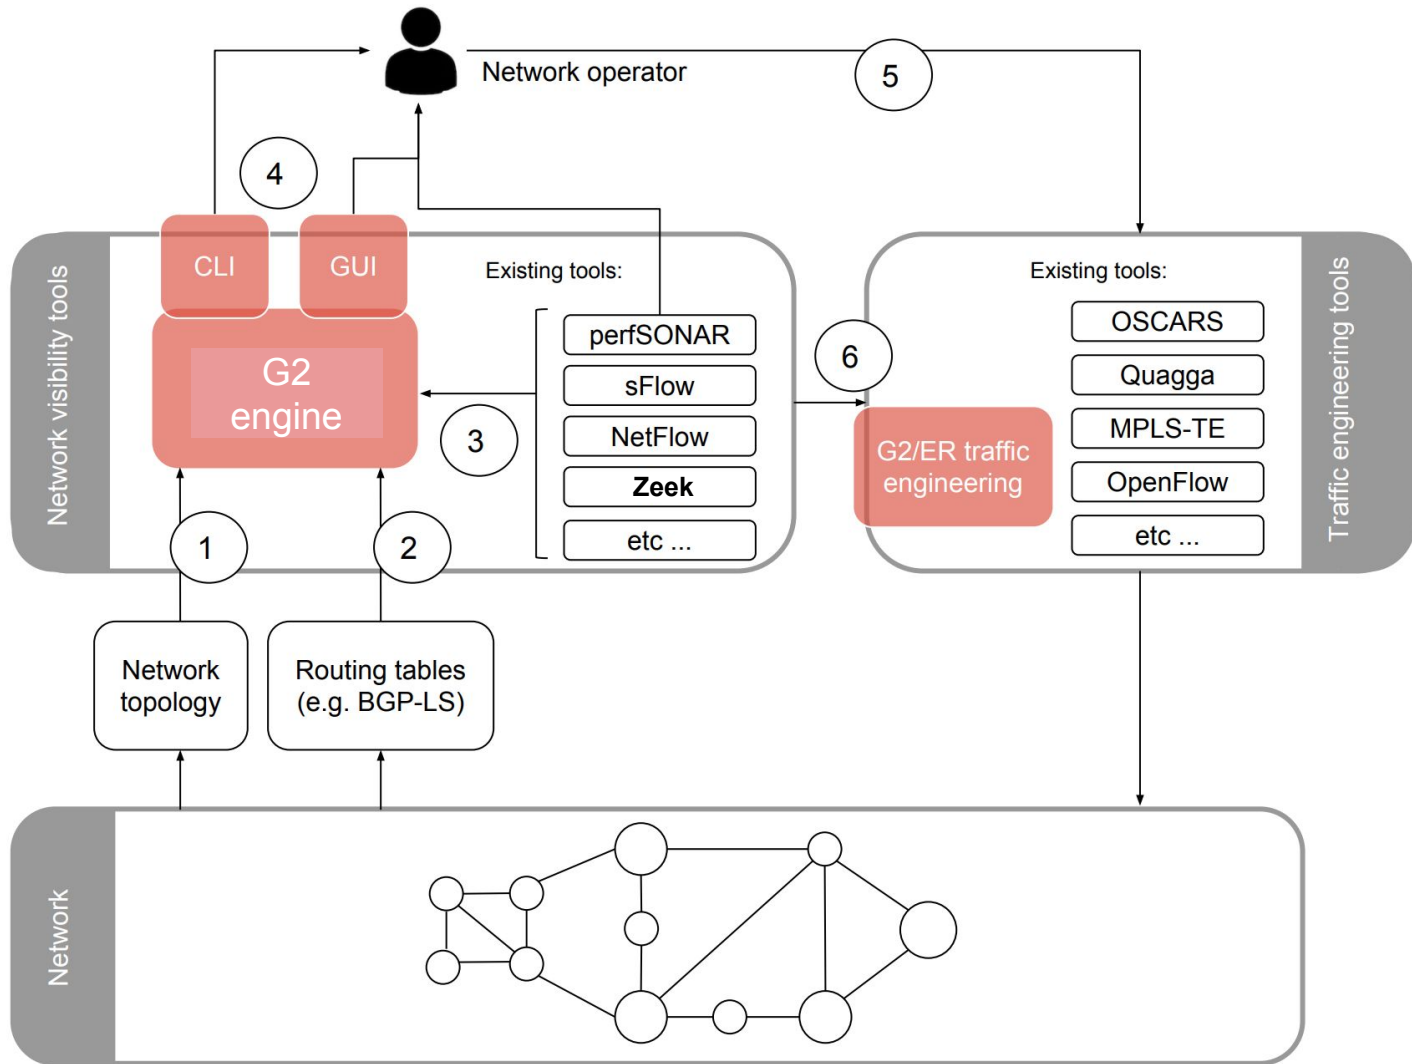 Network operator
5
4
Network visibility tools
CLI
GUI
G2
engine
Existing tools:
perfSONAR
sFlow
NetFlow
Zeek
etc ...
3
6
Existing tools:
OSCARS
Quagga
MPLS-TE
OpenFlow
etc ...
G2/ER traffic
engineering
Traffic engineering tools
1
2
Network
topology
Routing tables
(e.g. BGP-LS)
Network